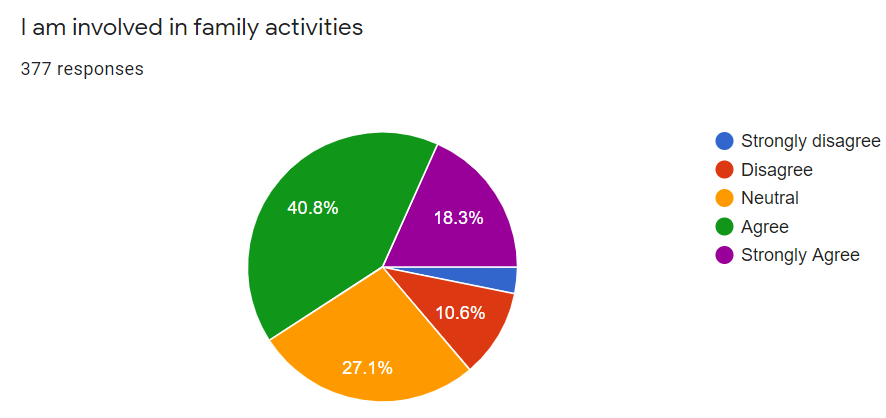 I am involved in family activities
377 responses
40.8%
18.3%
10.6%
27.1%
Strongly disagree
Disagree
Neutral
Agree
Strongly Agree